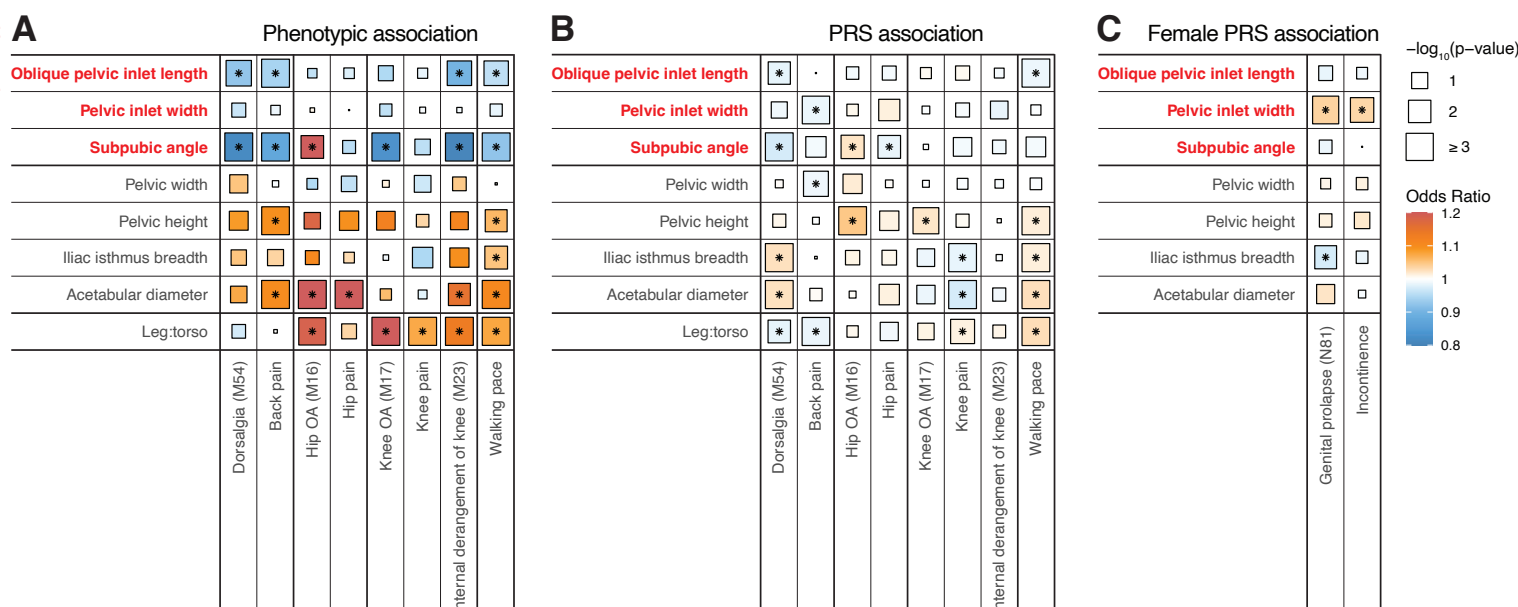 A Phenotypic association
Oblique pelvic inlet length
Pelvic inlet width
Subpubic angle
Pelvic width
Pelvic height
Iliac isthmus breadth
Acetabular diameter
Leg:torso
Dorsalgia (M54)
Back pain
Hip OA (M16)
Hip pain
Knee OA (M17)
Knee pain
nternal derangement of knee (M23)
Walking pace
B PRS association
Oblique pelvic inlet length
Pelvic inlet width
Subpubic angle
Pelvic width
Pelvic height
Iliac isthmus breadth
Acetabular diameter
Leg:torso
Dorsalgia (M54)
Back pain
Hip OA (M16)
Hip pain
Knee OA (M17)
Knee pain
nternal derangement of knee (M23)
Walking pace
C Female PRS association
Oblique pelvic inlet length
Pelvic inlet width
Subpubic angle
Pelvic width
Pelvic height
Iliac isthmus breadth
Acetabular diameter
Genital prolapse (N81)
Incontinence
−log10(p−value)
1
2
≥ 3
Odds Ratio
1.2
1.1
1
0.9
0.8